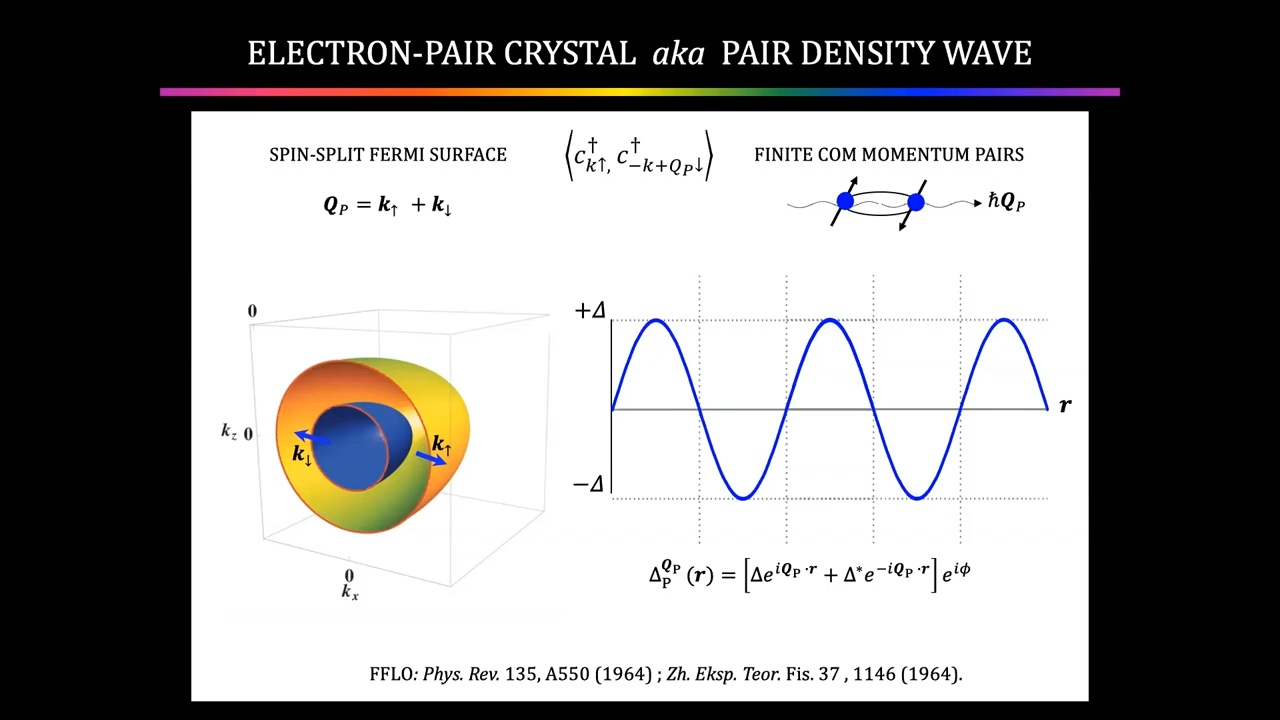 ELECTRON-PAIR CRYSTAL aka PAIR DENSITY WAVE
SPIN-SPLIT FERMI SURFACE
⟨c†k↑, c†−k+QP↓⟩
FINITE COM MOMENTUM PAIRS
QP = k↑ + k↓
ℏQP
0
kz 0
k↓
k↑
0
kx
+Δ
r
−Δ
ΔP^QP (r) = [Δe^iQP·r + Δ*e^−iQP·r] e^iϕ
FFLO: Phys. Rev. 135, A550 (1964) ; Zh. Eksp. Teor. Fis. 37 , 1146 (1964).